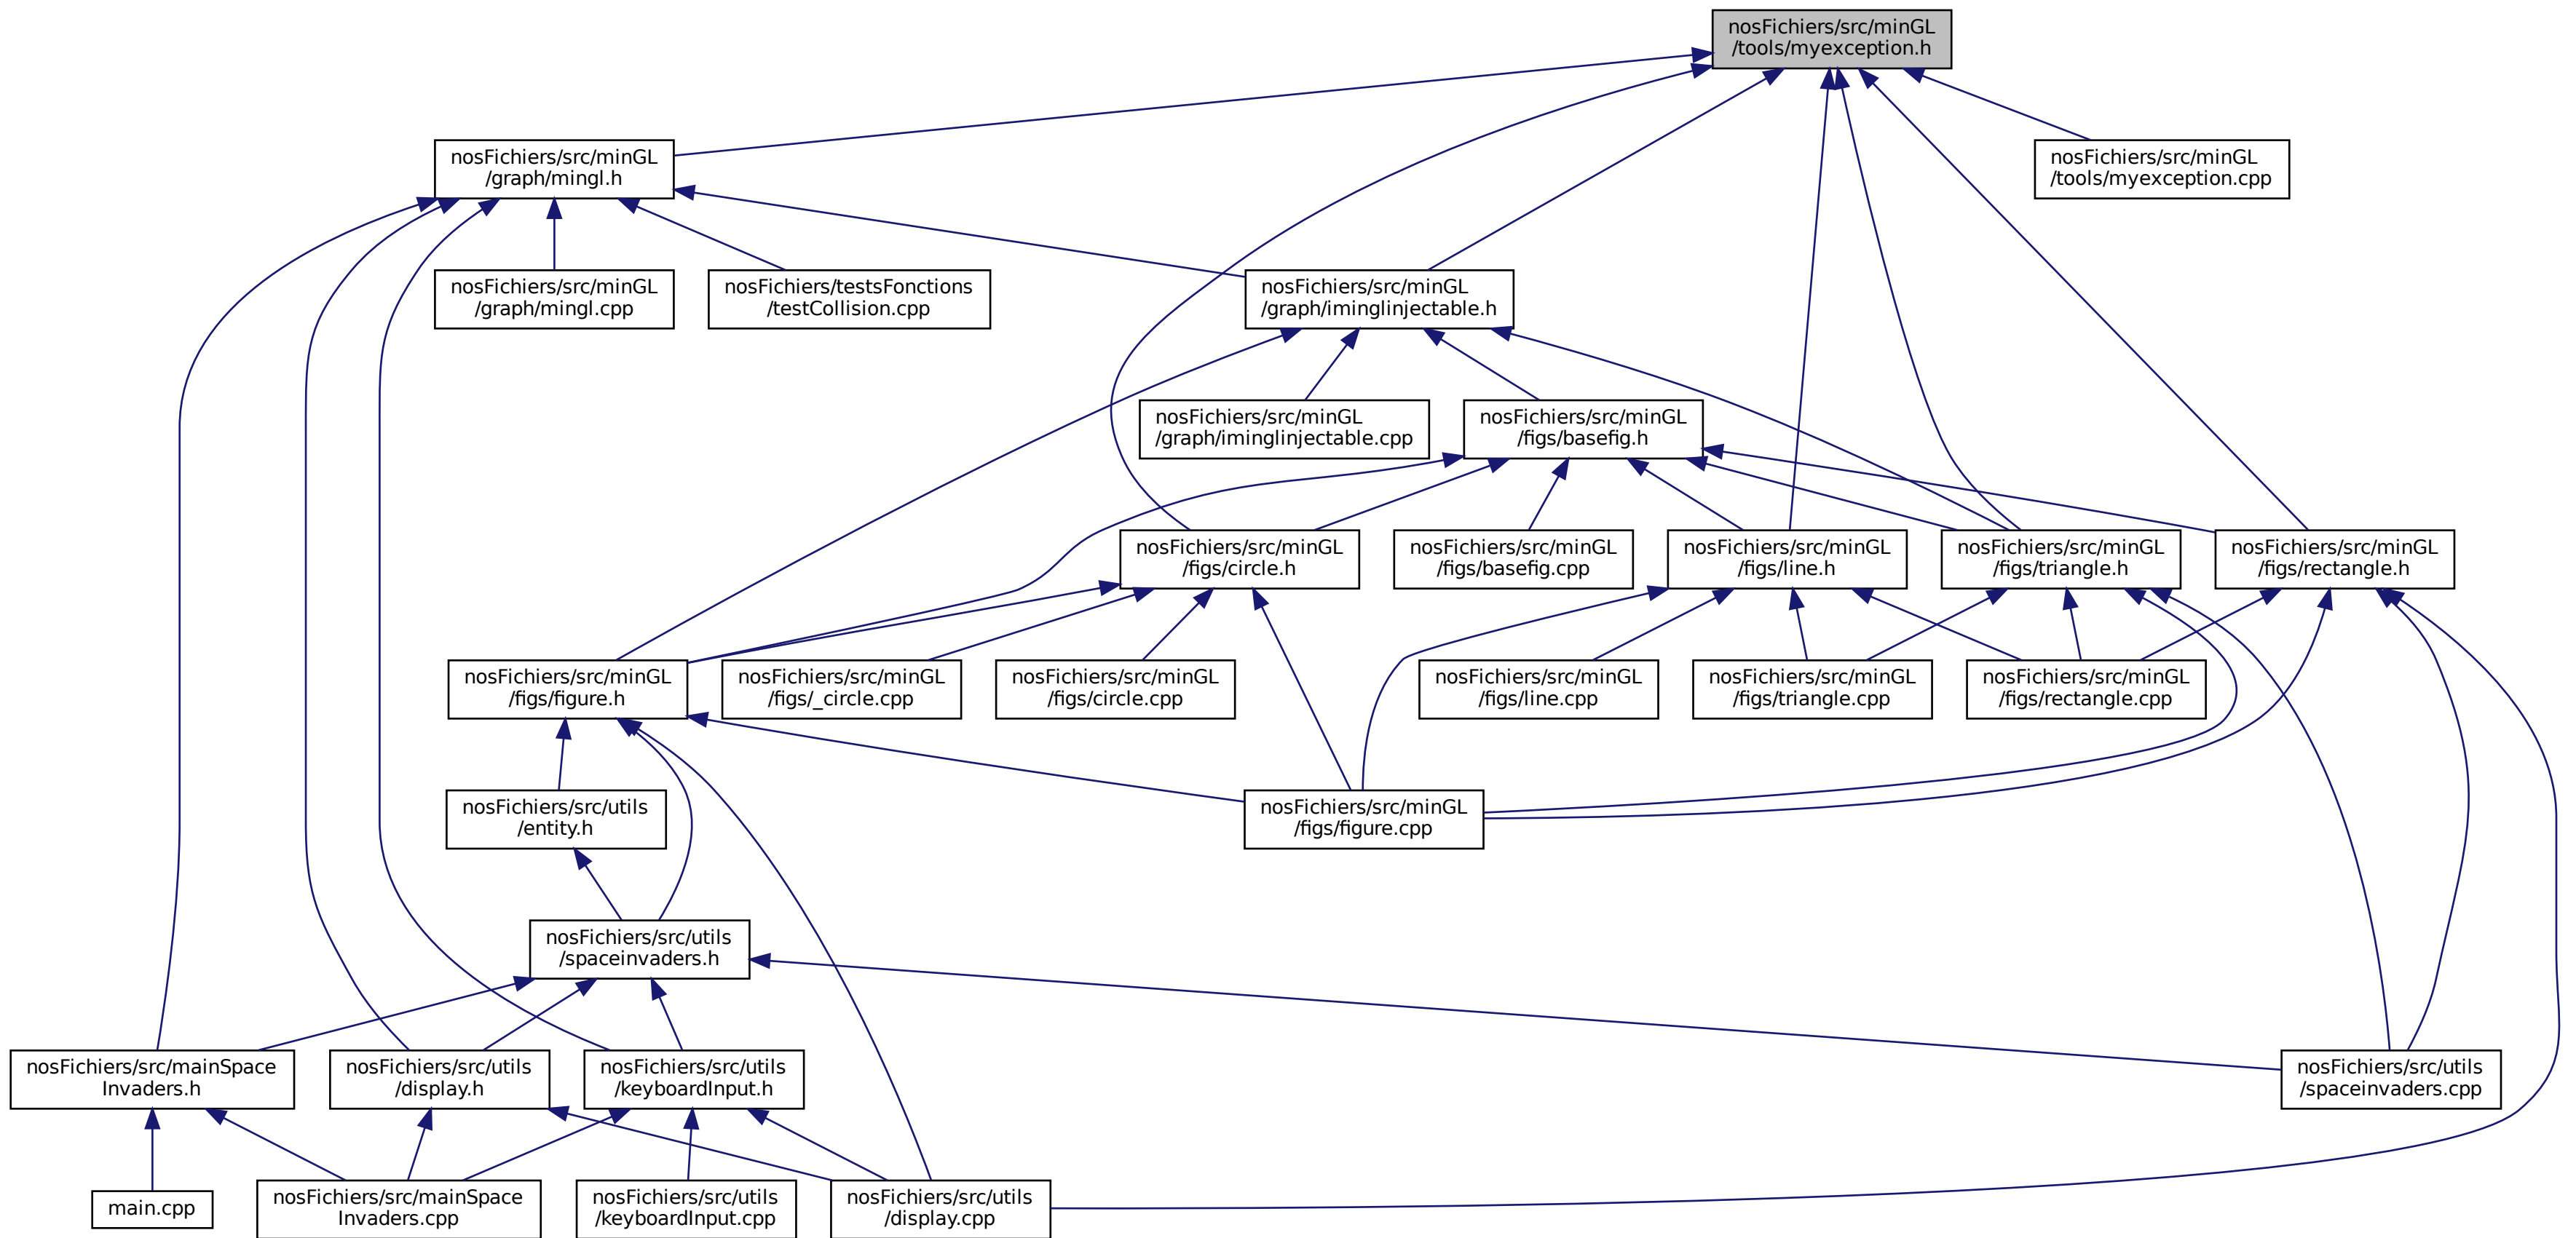 nosFichiers/src/minGL
/tools/myexception.h
nosFichiers/src/minGL
/graph/mingl.h
nosFichiers/src/minGL
/tools/myexception.cpp
nosFichiers/src/minGL
/graph/mingl.cpp
nosFichiers/testsFonctions
/testCollision.cpp
nosFichiers/src/minGL
/graph/iminglinjectable.h
nosFichiers/src/minGL
/graph/iminglinjectable.cpp
nosFichiers/src/minGL
/figs/basefig.h
nosFichiers/src/minGL
/figs/circle.h
nosFichiers/src/minGL
/figs/basefig.cpp
nosFichiers/src/minGL
/figs/line.h
nosFichiers/src/minGL
/figs/triangle.h
nosFichiers/src/minGL
/figs/rectangle.h
nosFichiers/src/minGL
/figs/figure.h
nosFichiers/src/minGL
/figs/_circle.cpp
nosFichiers/src/minGL
/figs/circle.cpp
nosFichiers/src/minGL
/figs/line.cpp
nosFichiers/src/minGL
/figs/triangle.cpp
nosFichiers/src/minGL
/figs/rectangle.cpp
nosFichiers/src/utils
/entity.h
nosFichiers/src/minGL
/figs/figure.cpp
nosFichiers/src/utils
/spaceinvaders.h
nosFichiers/src/mainSpace
Invaders.h
nosFichiers/src/utils
/display.h
nosFichiers/src/utils
/keyboardInput.h
nosFichiers/src/utils
/spaceinvaders.cpp
main.cpp
nosFichiers/src/mainSpace
Invaders.cpp
nosFichiers/src/utils
/keyboardInput.cpp
nosFichiers/src/utils
/display.cpp